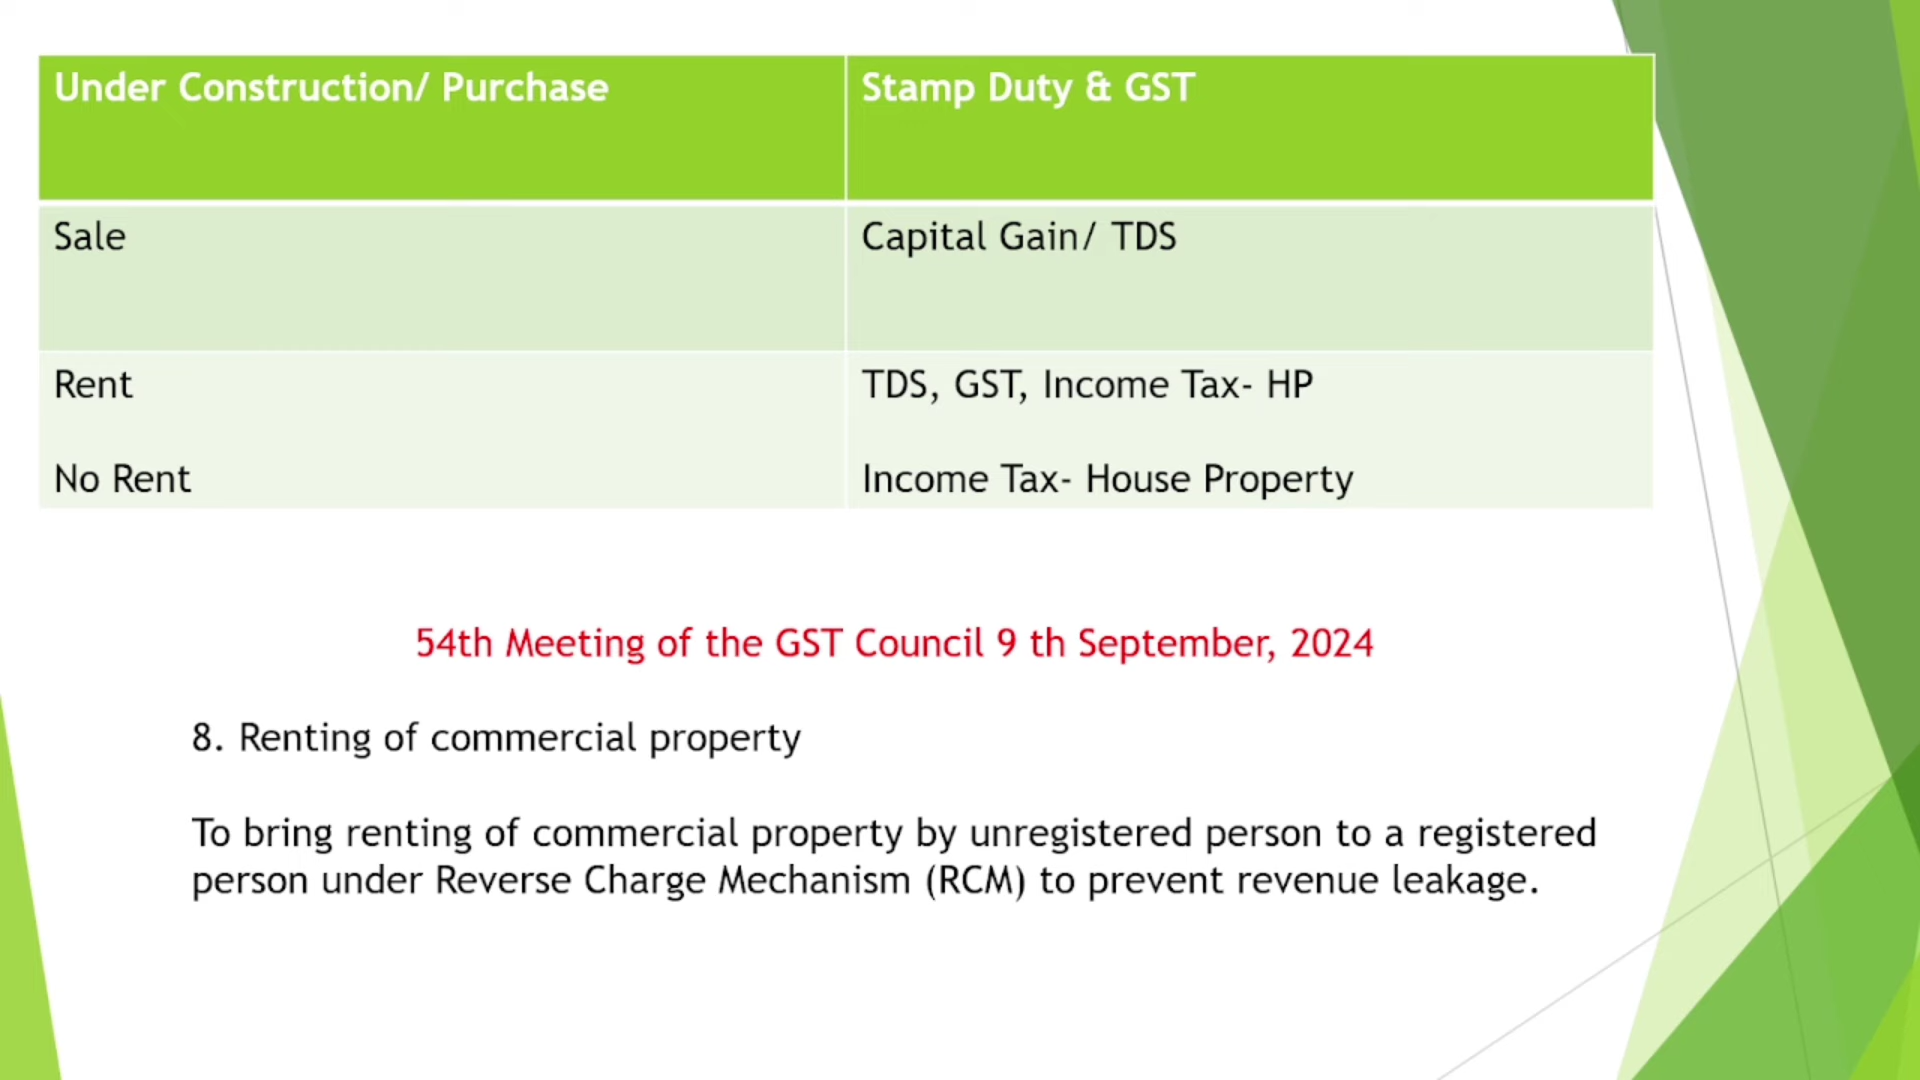 Under Construction/ Purchase
Stamp Duty & GST
Sale
Capital Gain/ TDS
Rent
TDS, GST, Income Tax- HP
No Rent
Income Tax- House Property
54th Meeting of the GST Council 9 th September, 2024
8. Renting of commercial property
To bring renting of commercial property by unregistered person to a registered
person under Reverse Charge Mechanism (RCM) to prevent revenue leakage.